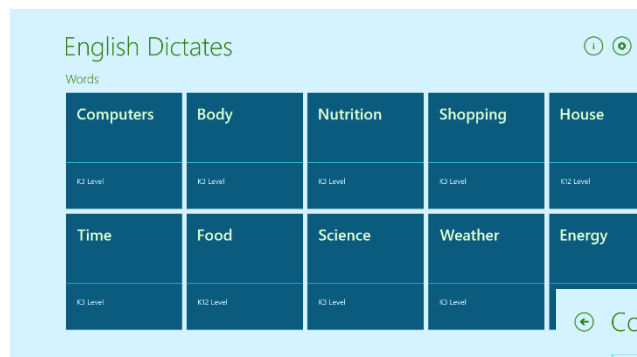 English Dictates
Words
Computers Body Nutrition Shopping House
K3 Level K3 Level K3 Level K3 Level K12 Level
Time Food Science Weather Energy
K3 Level K12 Level K3 Level K3 Level